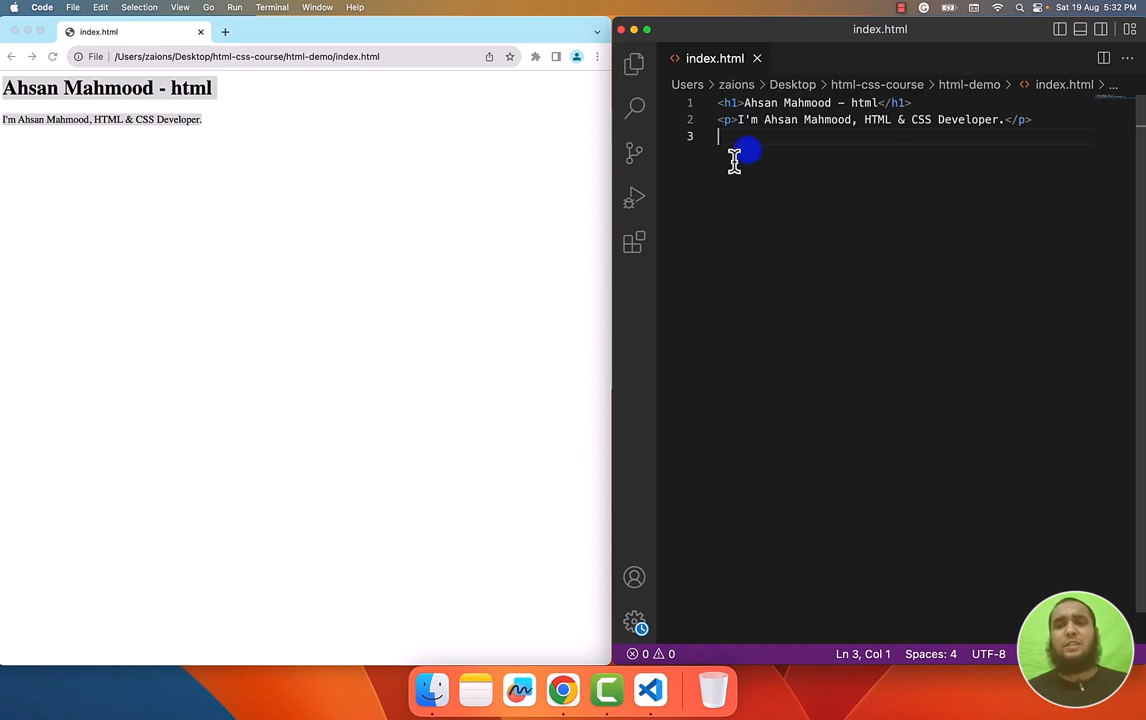 Code File Edit Selection View Go Run Terminal Window Help
Sat 19 Aug 5:32 PM
index.html
File /Users/zaions/Desktop/html-css-course/html-demo/index.html
Ahsan Mahmood - html
I'm Ahsan Mahmood, HTML & CSS Developer.
index.html
index.html
Users > zaions > Desktop > html-css-course > html-demo > <> index.html > ...
1 <h1>Ahsan Mahmood - html</h1>
2 <p>I'm Ahsan Mahmood, HTML & CSS Developer.</p>
3
0 0
Ln 3, Col 1 Spaces: 4 UTF-8